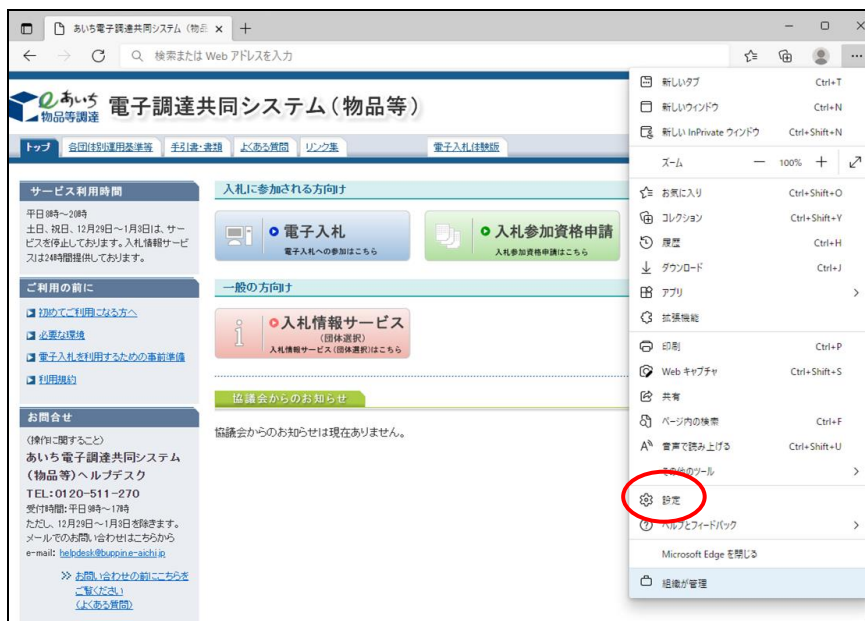 あいち電子調達共同システム (物品
検索または Web アドレスを入力
あいち
物品等調達
電子調達共同システム(物品等)
トップ
各団体別運用基準等
手引書・書類
よくある質問
リンク集
電子入札体験版
サービス利用時間
平日8時～20時
土日、祝日、12月29日～1月3日は、サー
ビスを停止しております。入札情報サービ
スは24時間提供しております。
ご利用の前に
初めてご利用になる方へ
必要な環境
電子入札を利用するための事前準備
利用規約
お問合せ
(操作に関すること)
あいち電子調達共同システム
(物品等)ヘルプデスク
TEL:0120-511-270
受付時間:平日9時～17時
ただし、12月29日～1月3日を除きます。
メールでのお問い合わせはこちらから
e-mail: helpdesk@buppine-aichi.jp
お問い合わせの前にこちらを
ご覧ください
(よくある質問)
入札に参加される方向け
電子入札
電子入札への参加はこちら
入札参加資格申請
入札参加資格申請はこちら
一般の方向け
入札情報サービス
(団体選択)
入札情報サービス(団体選択)はこちら
協議会からのお知らせ
協議会からのお知らせは現在ありません。
新しいタブ Ctrl+T
新しいウィンドウ Ctrl+N
新しい InPrivate ウィンドウ Ctrl+Shift+N
ズーム — 100% +
お気に入り Ctrl+Shift+O
コレクション Ctrl+Shift+Y
履歴 Ctrl+H
ダウンロード Ctrl+J
アプリ
拡張機能
印刷 Ctrl+P
Web キャプチャ Ctrl+Shift+S
共有
ページ内の検索 Ctrl+F
音声で読み上げる Ctrl+Shift+U
その他のツール
設定
ヘルプとフィードバック
Microsoft Edge を閉じる
組織が管理